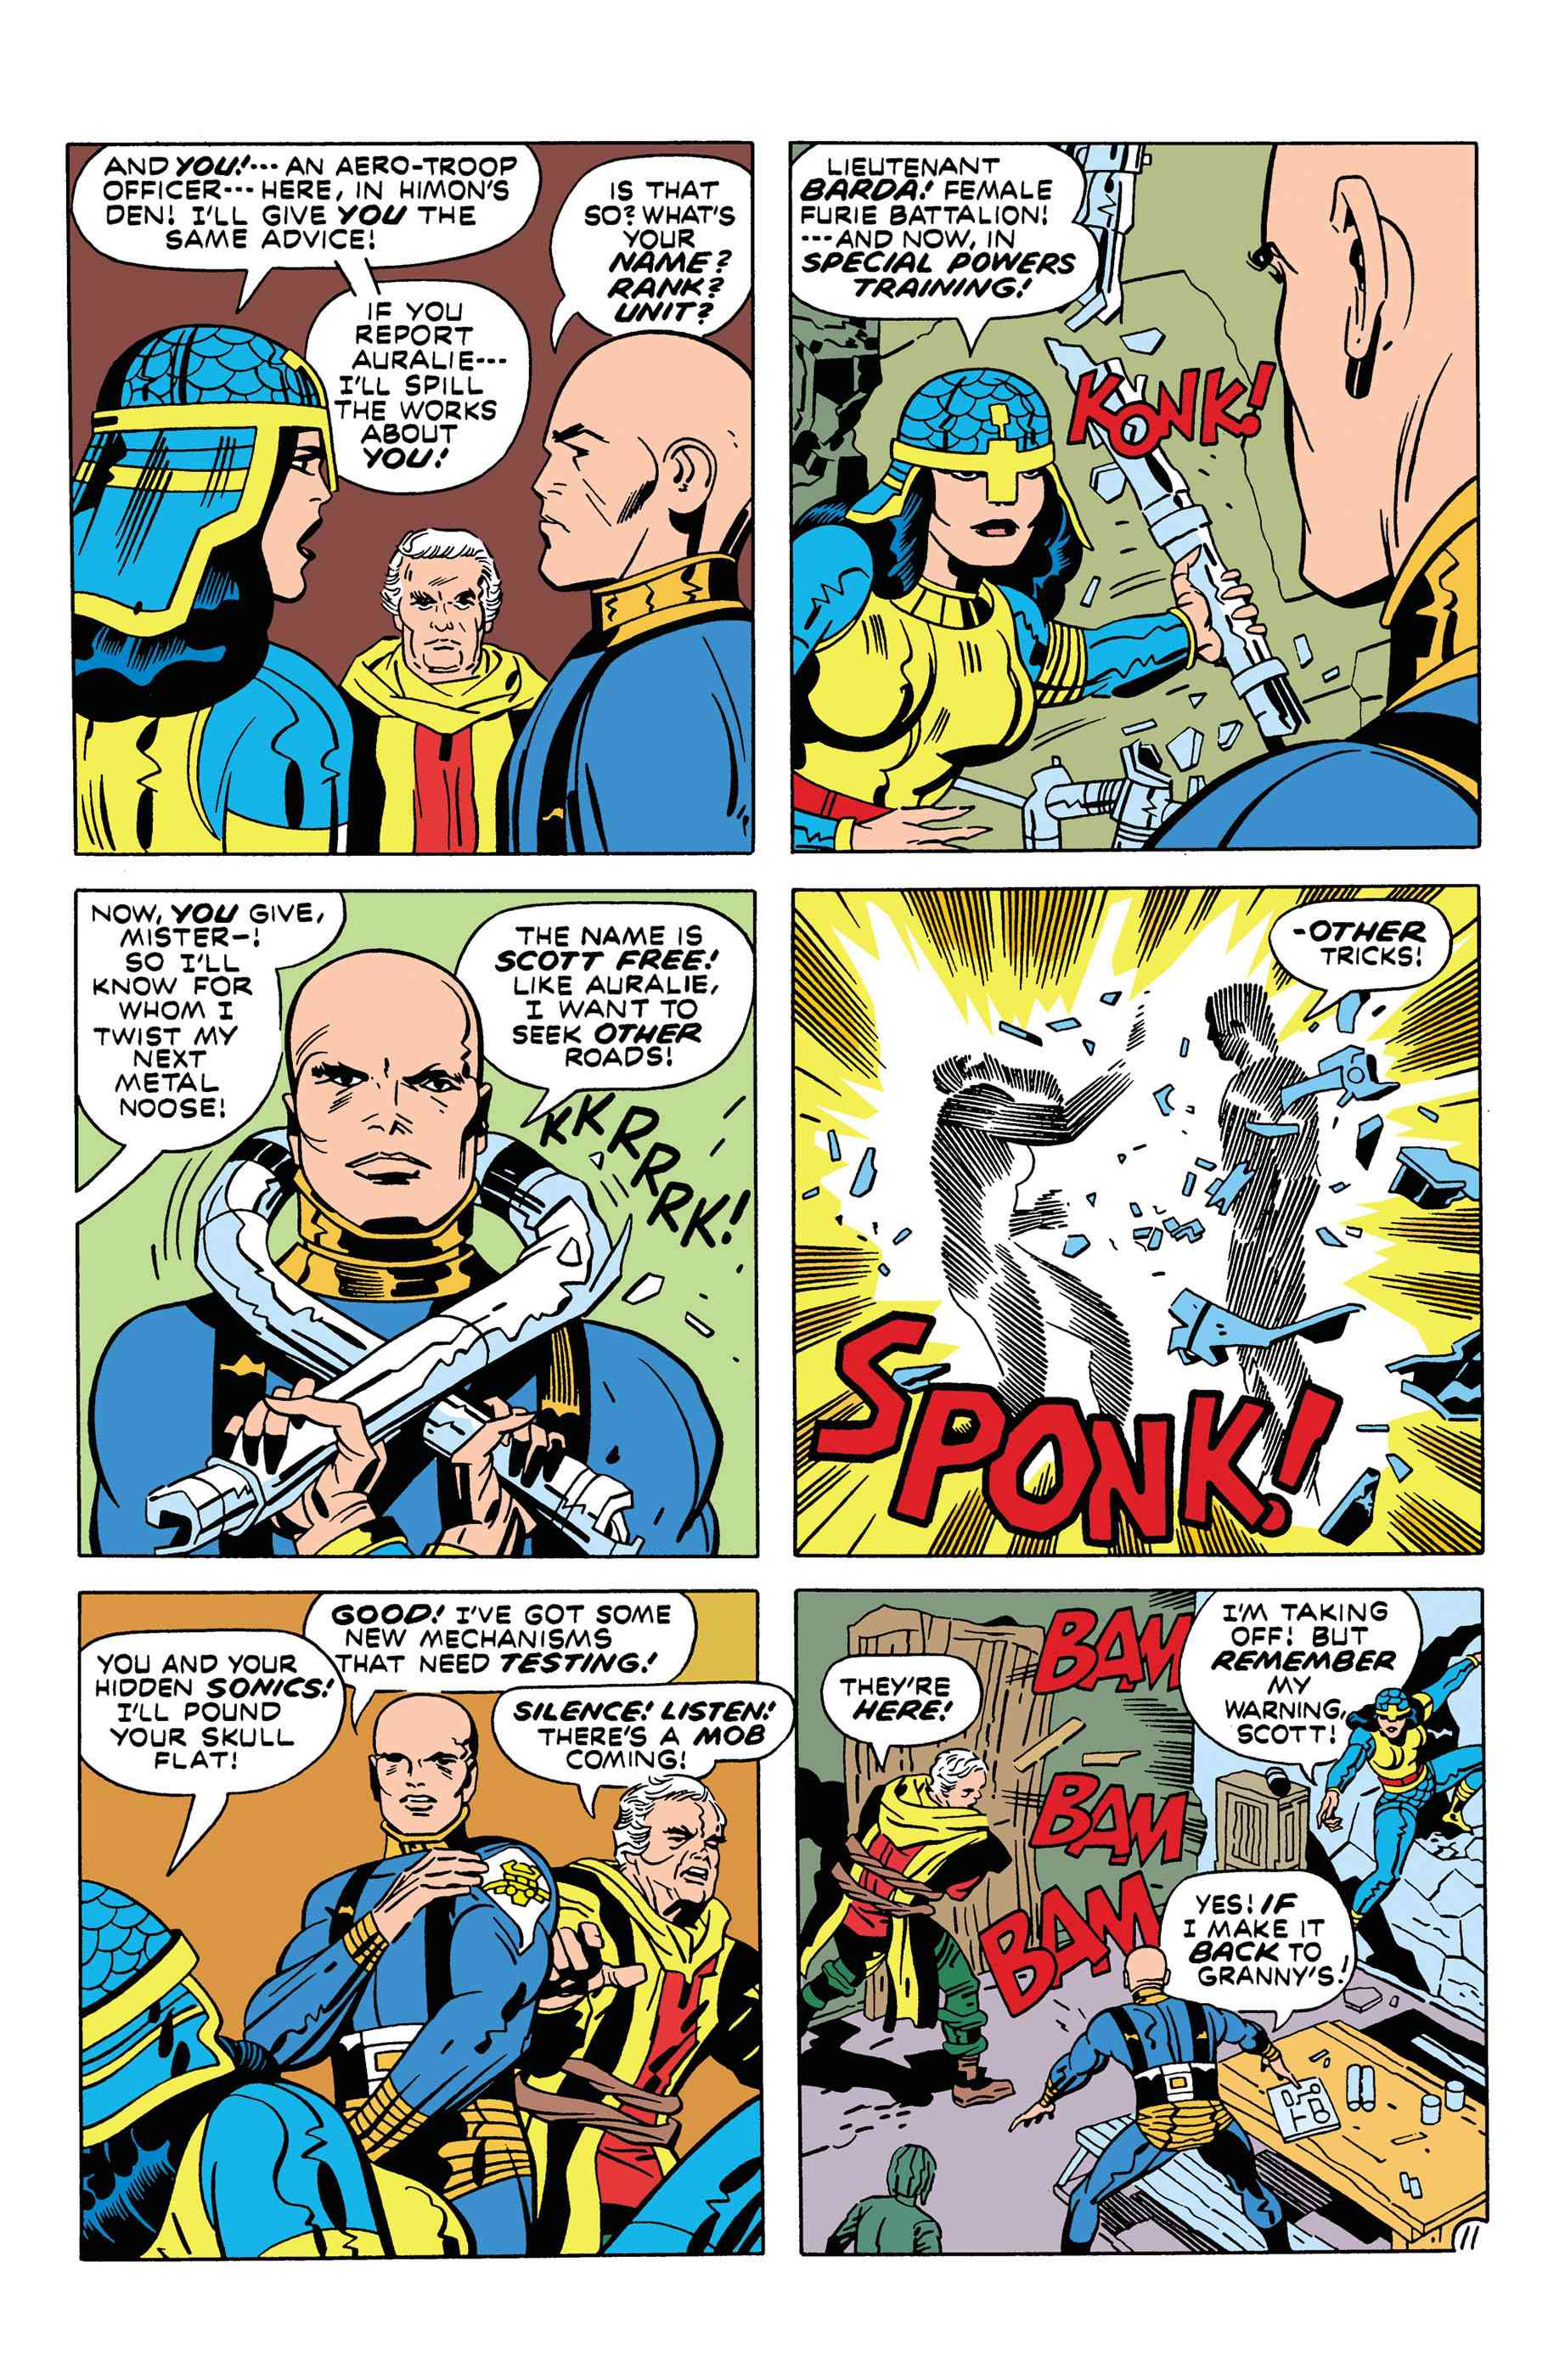 AND YOU!--- AN AERO-TROOP
OFFICER--- HERE, IN HIMON'S
DEN! I'LL GIVE YOU THE
SAME ADVICE!
IF YOU
REPORT
AURALIE---
I'LL SPILL
THE WORKS
ABOUT
YOU!
IS THAT
SO? WHAT'S
YOUR
NAME?
RANK?
UNIT?
LIEUTENANT
BARDA! FEMALE
FURIE BATTALION!
---AND NOW, IN
SPECIAL POWERS
TRAINING!
KONK!
NOW, YOU GIVE,
MISTER-!
SO I'LL
KNOW FOR
WHOM I
TWIST MY
NEXT
METAL
NOOSE!
THE NAME IS
SCOTT FREE!
LIKE AURALIE,
I WANT TO
SEEK OTHER
ROADS!
KKRRRRK!
-OTHER
TRICKS!
SPONK!
YOU AND YOUR
HIDDEN SONICS!
I'LL POUND
YOUR SKULL
FLAT!
GOOD! I'VE GOT SOME
NEW MECHANISMS
THAT NEED TESTING!
SILENCE! LISTEN!
THERE'S A MOB
COMING!
THEY'RE
HERE!
BAM
BAM
BAM
I'M TAKING
OFF! BUT
REMEMBER
MY
WARNING,
SCOTT!
YES! IF
I MAKE IT
BACK TO
GRANNY'S!
11